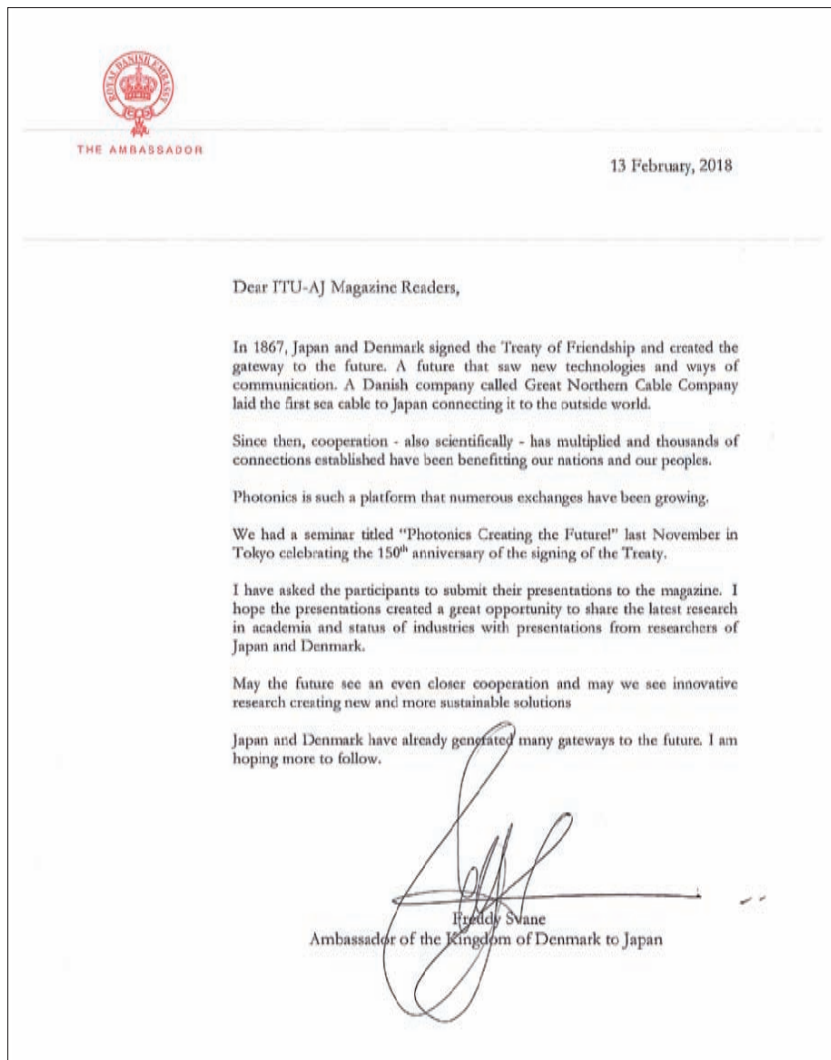 ROYAL DANISH EMBASSY
THE AMBASSADOR
13 February, 2018
Dear ITU-AJ Magazine Readers,
In 1867, Japan and Denmark signed the Treaty of Friendship and created the
gateway to the future. A future that saw new technologies and ways of
communication. A Danish company called Great Northern Cable Company
laid the first sea cable to Japan connecting it to the outside world.
Since then, cooperation - also scientifically - has multiplied and thousands of
connections established have been benefitting our nations and our peoples.
Photonics is such a platform that numerous exchanges have been growing.
We had a seminar titled “Photonics Creating the Future!” last November in
Tokyo celebrating the 150th anniversary of the signing of the Treaty.
I have asked the participants to submit their presentations to the magazine. I
hope the presentations created a great opportunity to share the latest research
in academia and status of industries with presentations from researchers of
Japan and Denmark.
May the future see an even closer cooperation and may we see innovative
research creating new and more sustainable solutions
Japan and Denmark have already generated many gateways to the future. I am
hoping more to follow.
Freddy Svane
Ambassador of the Kingdom of Denmark to Japan